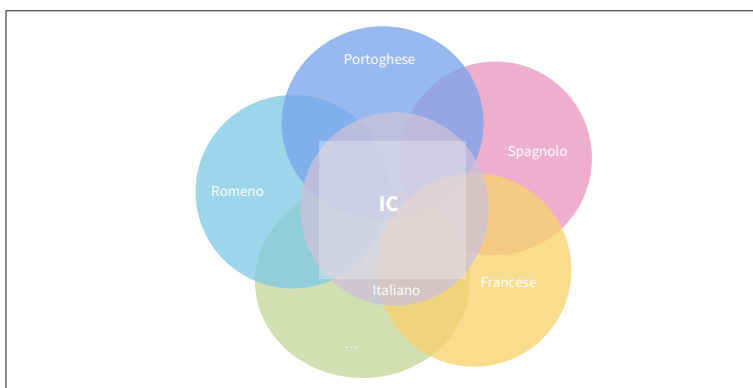 Portoghese
Spagnolo
Romeno
IC
Francese
Italiano
…